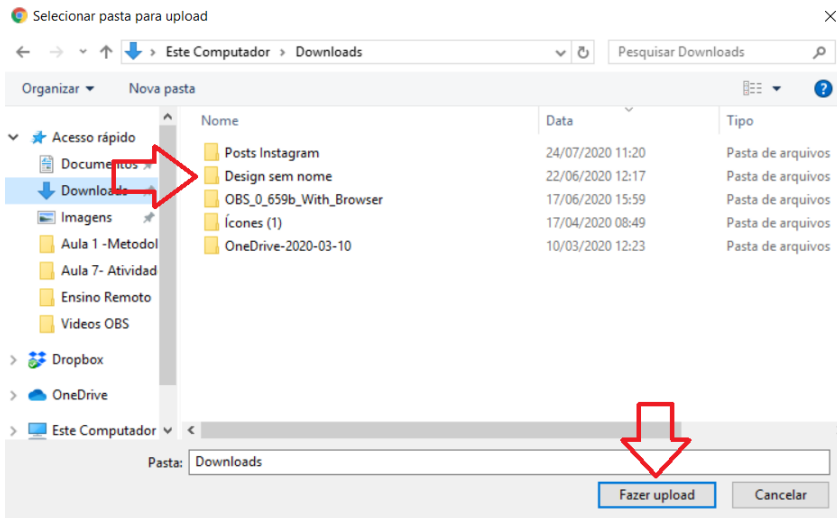 Selecionar pasta para upload
Este Computador > Downloads
Pesquisar Downloads
Organizar
Nova pasta
Nome Data Tipo
Acesso rápido
Documentos
Downloads
Imagens
Aula 1 -Metodol
Aula 7- Atividad
Ensino Remoto
Videos OBS
Dropbox
OneDrive
Este Computador
Posts Instagram 24/07/2020 11:20 Pasta de arquivos
Design sem nome 22/06/2020 12:17 Pasta de arquivos
OBS_0_659b_With_Browser 17/06/2020 15:59 Pasta de arquivos
Ícones (1) 17/04/2020 08:49 Pasta de arquivos
OneDrive-2020-03-10 10/03/2020 12:23 Pasta de arquivos
Pasta: Downloads
Fazer upload Cancelar